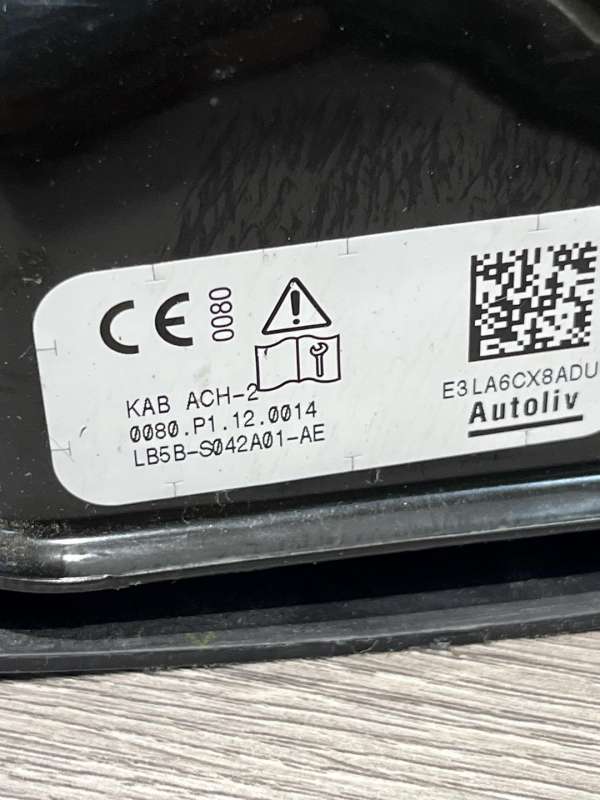 CE 0080
KAB ACH-2
0080.P1.12.0014
LB5B-S042A01-AE
E3LA6CX8ADU
Autoliv